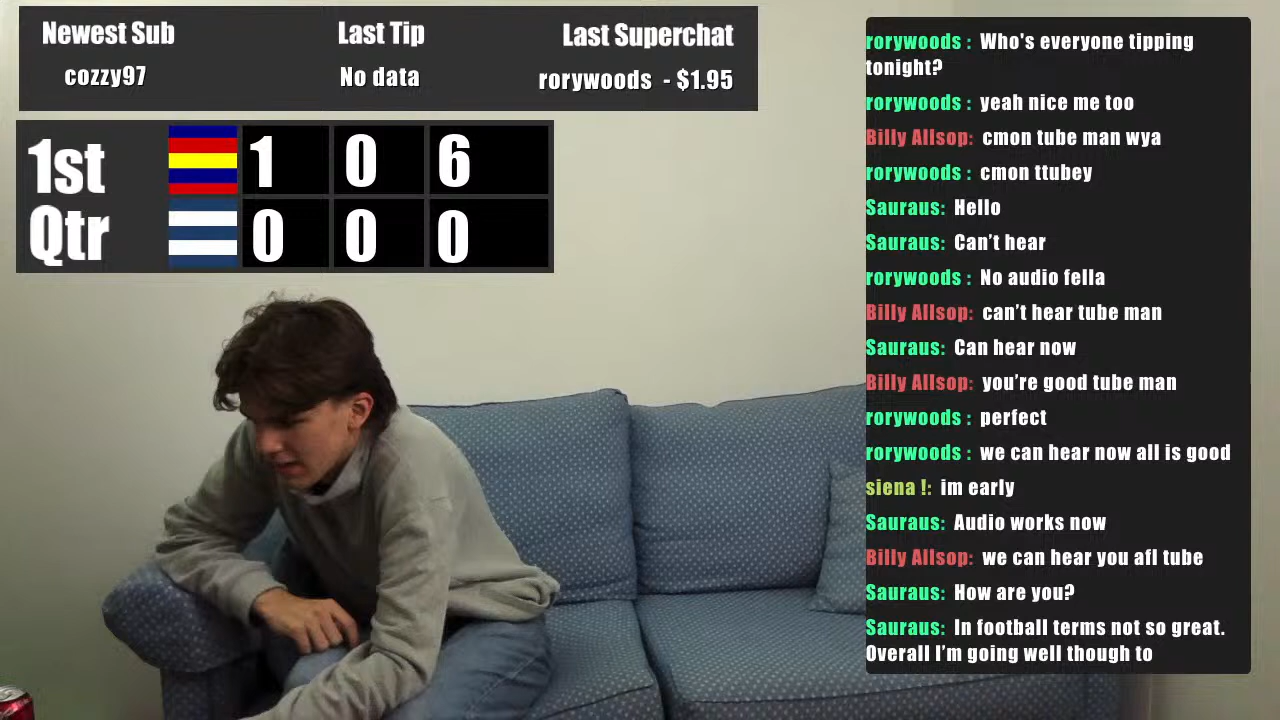 Newest Sub
cozzy97
Last Tip
No data
Last Superchat
rorywoods - $1.95
1st
Qtr
1 0 6
0 0 0
rorywoods : Who's everyone tipping
tonight?
rorywoods : yeah nice me too
Billy Allsop: cmon tube man wya
rorywoods : cmon ttubey
Sauraus: Hello
Sauraus: Can't hear
rorywoods : No audio fella
Billy Allsop: can't hear tube man
Sauraus: Can hear now
Billy Allsop: you're good tube man
rorywoods : perfect
rorywoods : we can hear now all is good
siena !: im early
Sauraus: Audio works now
Billy Allsop: we can hear you afl tube
Sauraus: How are you?
Sauraus: In football terms not so great.
Overall I'm going well though to